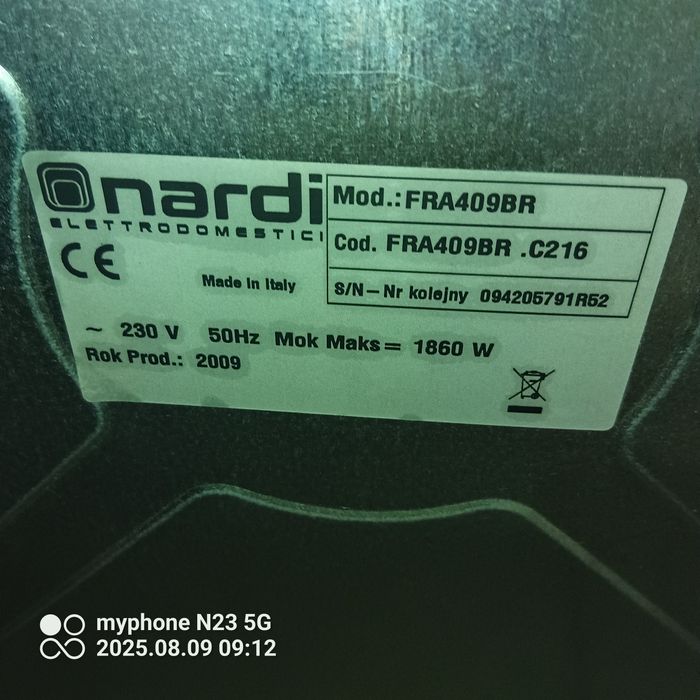 nardi
ELETTRODOMESTICI
Mod.: FRA409BR
Cod. FRA409BR .C216
S/N – Nr kolejny 094205791R52
CE
Made in Italy
~ 230 V 50Hz Mok Maks = 1860 W
Rok Prod.: 2009
myphone N23 5G
2025.08.09 09:12